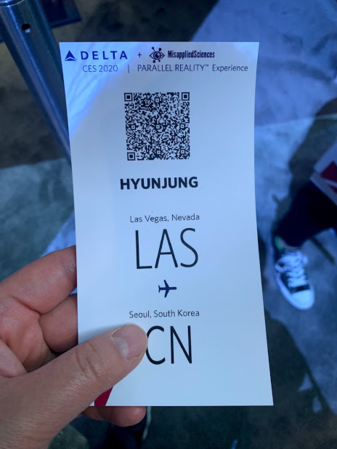 DELTA + MisappliedSciences
CES 2020 | PARALLEL REALITY™ Experience
HYUNJUNG
Las Vegas, Nevada
LAS
Seoul, South Korea
CN